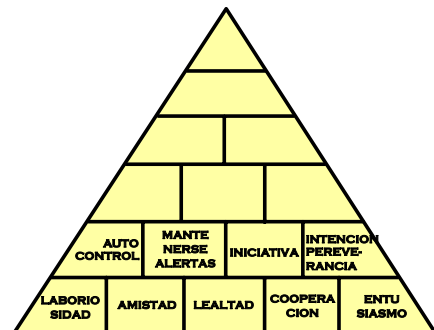 AUTO
CONTROL
MANTE
NERSE
ALERTAS
INICIATIVA
INTENCION
PEREVE-
RANCIA
LABORIO
SIDAD
AMISTAD
LEALTAD
COOPERA
CION
ENTU
SIASMO